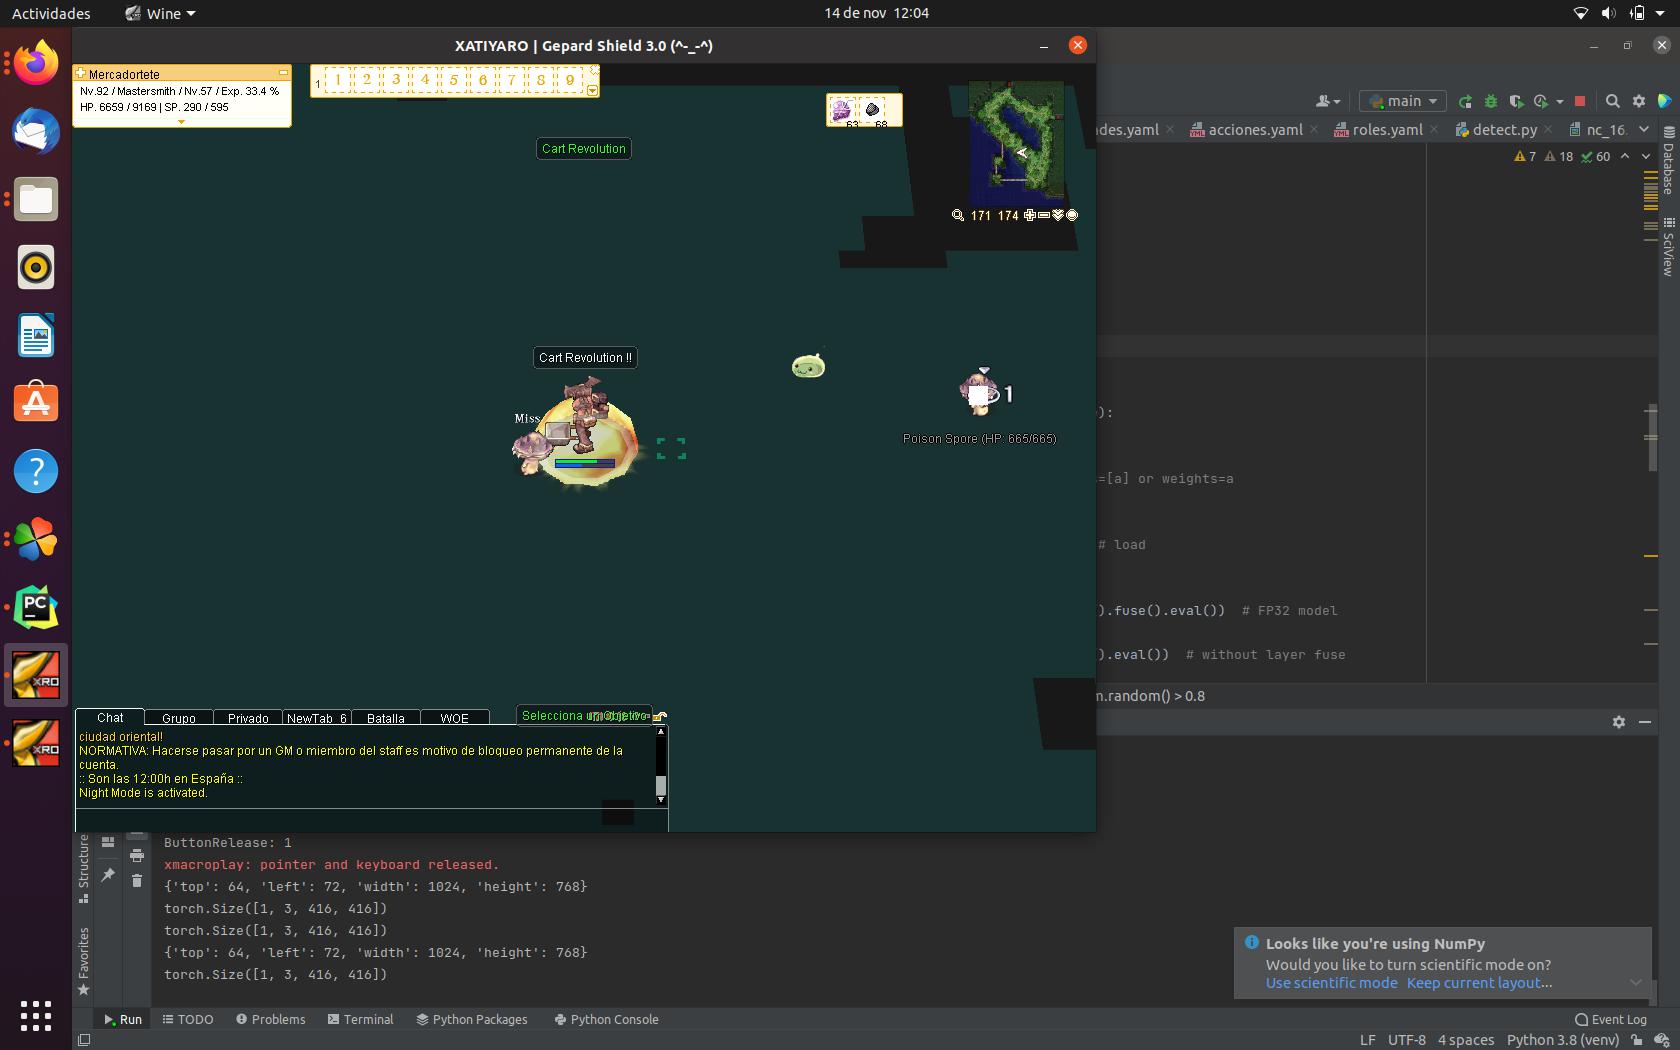 Actividades
Wine
14 de nov 12:04
XATIYARO | Gepard Shield 3.0 (^-_-^)
Mercadortete
Nv.92 / Mastersmith / Nv.57 / Exp. 33.4 %
HP. 6659 / 9169 | SP. 290 / 595
1 1 2 3 4 5 6 7 8 9
63 68
171 174
Cart Revolution
Cart Revolution !!
Miss
1
Poison Spore (HP: 665/665)
Selecciona un objetivo
Chat Grupo Privado NewTab_6 Batalla WOE
ciudad oriental!
NORMATIVA: Hacerse pasar por un GM o miembro del staff es motivo de bloqueo permanente de la
cuenta.
:: Son las 12:00h en España ::
Night Mode is activated.
main
des.yaml acciones.yaml roles.yaml detect.py nc_16.
7 18 60
Database
SciView
):
=[a] or weights=a
# load
).fuse().eval()) # FP32 model
).eval()) # without layer fuse
m.random() > 0.8
PC
XRO
XRO
Structure
Favorites
ButtonRelease: 1
xmacroplay: pointer and keyboard released.
{'top': 64, 'left': 72, 'width': 1024, 'height': 768}
torch.Size([1, 3, 416, 416])
torch.Size([1, 3, 416, 416])
{'top': 64, 'left': 72, 'width': 1024, 'height': 768}
torch.Size([1, 3, 416, 416])
Looks like you're using NumPy
Would you like to turn scientific mode on?
Use scientific mode Keep current layout...
Run TODO Problems Terminal Python Packages Python Console
Event Log
LF UTF-8 4 spaces Python 3.8 (venv)